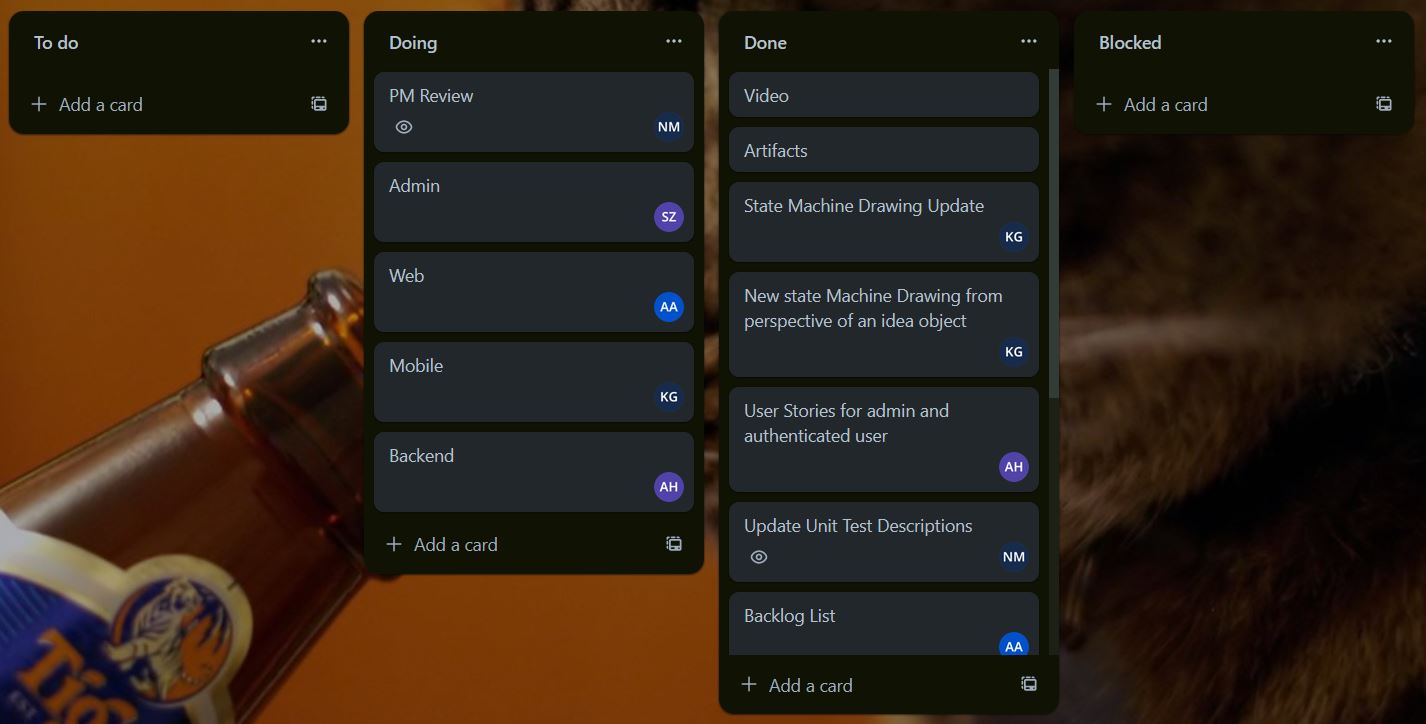 To do
Add a card
Doing
PM Review
NM
Admin
SZ
Web
AA
Mobile
KG
Backend
AH
Add a card
Done
Video
Artifacts
State Machine Drawing Update
KG
New state Machine Drawing from
perspective of an idea object
KG
User Stories for admin and
authenticated user
AH
Update Unit Test Descriptions
NM
Backlog List
AA
Add a card
Blocked
Add a card
EST